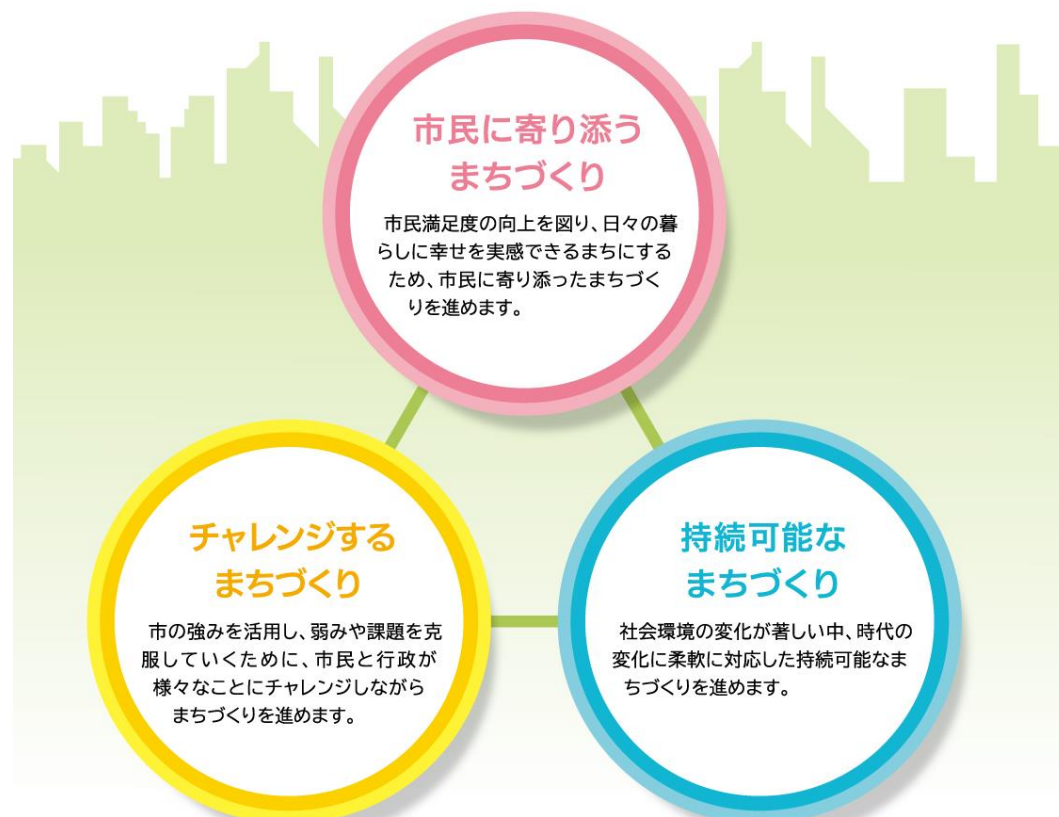 市民に寄り添う
まちづくり
市民満足度の向上を図り、日々の暮
らしに幸せを実感できるまちにする
ため、市民に寄り添ったまちづく
りを進めます。
チャレンジする
まちづくり
市の強みを活用し、弱みや課題を克
服していくために、市民と行政が
様々なことにチャレンジしながら
まちづくりを進めます。
持続可能な
まちづくり
社会環境の変化が著しい中、時代の
変化に柔軟に対応した持続可能なま
ちづくりを進めます。